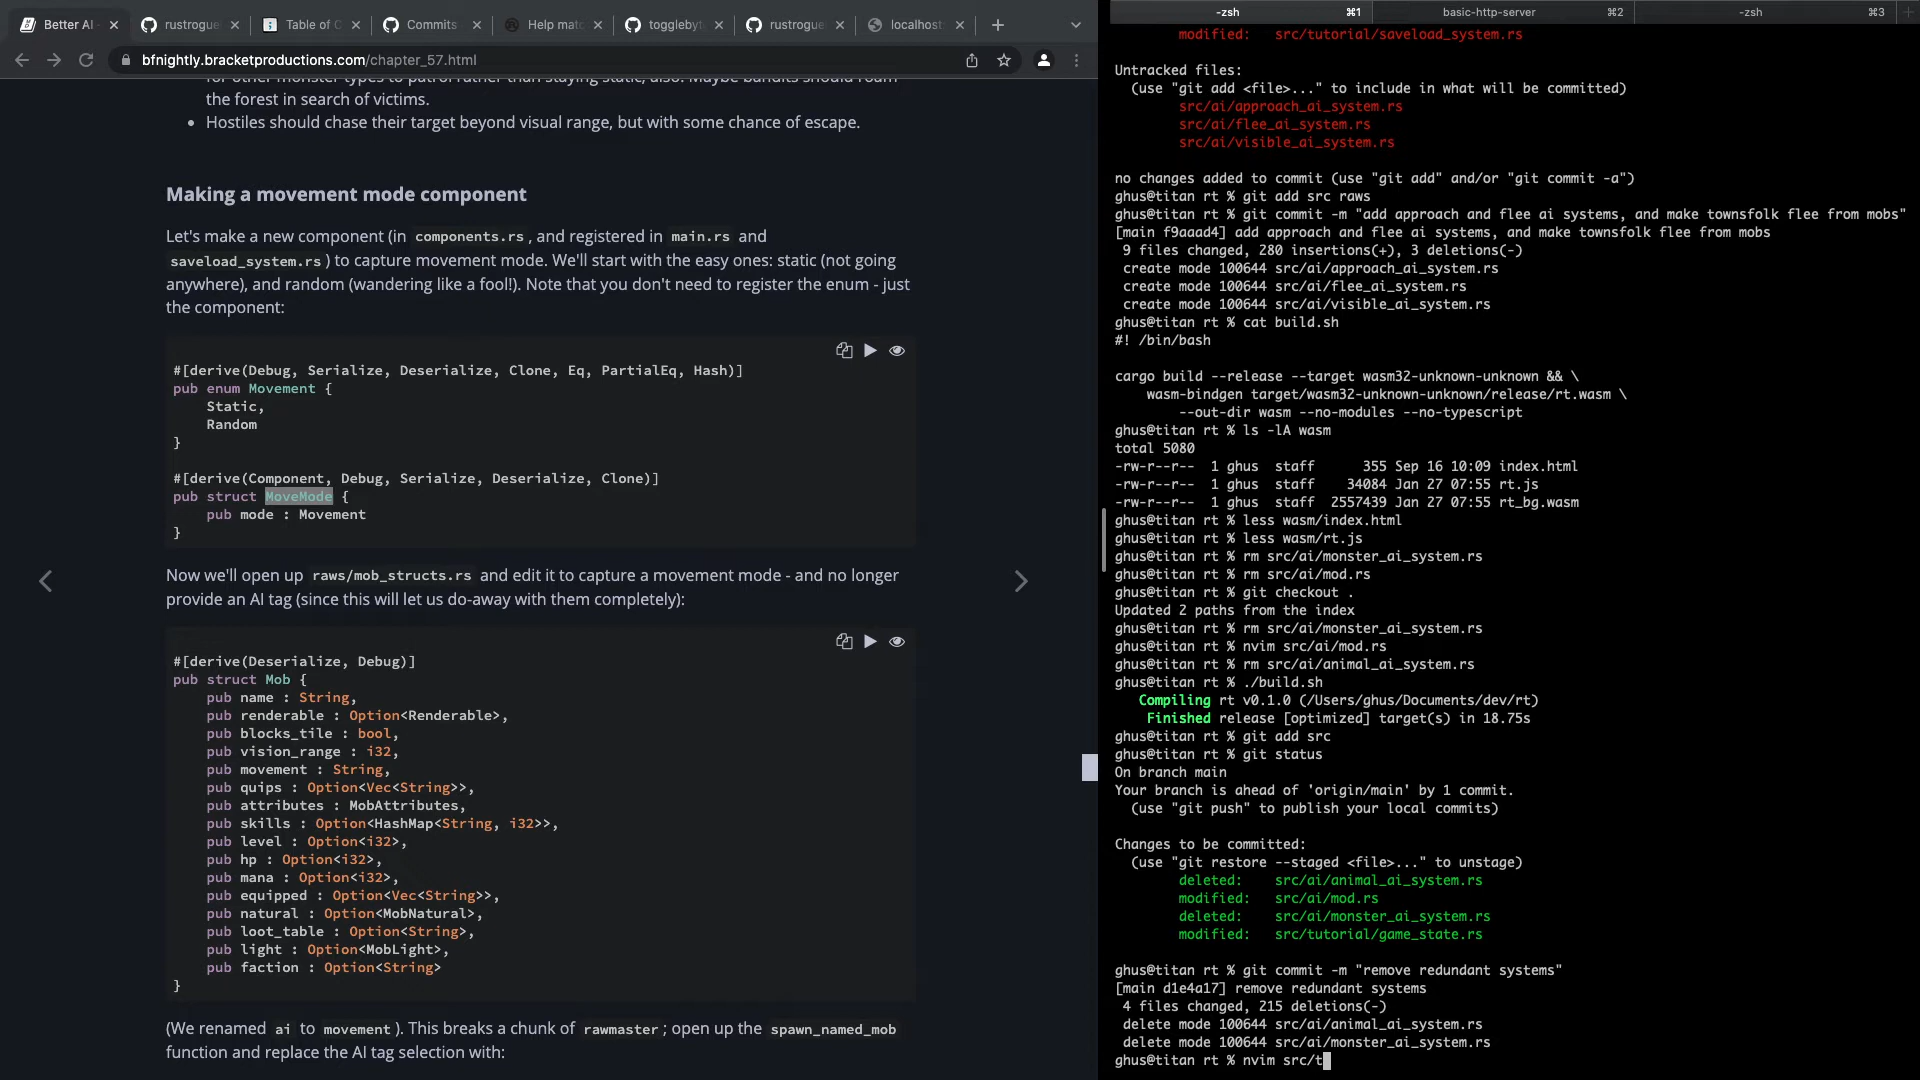 Better AI
rustrogue
Table of C
Commits
Help matc
toggleby
rustrogue
localhost:
bfnightly.bracketproductions.com/chapter_57.html
for other monster types to patrol rather than staying static, also. Maybe bandits should roam
the forest in search of victims.
• Hostiles should chase their target beyond visual range, but with some chance of escape.
Making a movement mode component
Let's make a new component (in components.rs, and registered in main.rs and
saveload_system.rs) to capture movement mode. We'll start with the easy ones: static (not going
anywhere), and random (wandering like a fool!). Note that you don't need to register the enum - just
the component:
#[derive(Debug, Serialize, Deserialize, Clone, Eq, PartialEq, Hash)]
pub enum Movement {
    Static,
    Random
}
#[derive(Component, Debug, Serialize, Deserialize, Clone)]
pub struct MoveMode {
    pub mode : Movement
}
Now we'll open up raws/mob_structs.rs and edit it to capture a movement mode - and no longer
provide an AI tag (since this will let us do-away with them completely):
#[derive(Deserialize, Debug)]
pub struct Mob {
    pub name : String,
    pub renderable : Option<Renderable>,
    pub blocks_tile : bool,
    pub vision_range : i32,
    pub movement : String,
    pub quips : Option<Vec<String>>,
    pub attributes : MobAttributes,
    pub skills : Option<HashMap<String, i32>>,
    pub level : Option<i32>,
    pub hp : Option<i32>,
    pub mana : Option<i32>,
    pub equipped : Option<Vec<String>>,
    pub natural : Option<MobNatural>,
    pub loot_table : Option<String>,
    pub light : Option<MobLight>,
    pub faction : Option<String>
}
(We renamed ai to movement). This breaks a chunk of rawmaster; open up the spawn_named_mob
function and replace the AI tag selection with:
-zsh ⌘1
basic-http-server ⌘2
-zsh ⌘3
modified:   src/tutorial/saveload_system.rs
Untracked files:
  (use "git add <file>..." to include in what will be committed)
        src/ai/approach_ai_system.rs
        src/ai/flee_ai_system.rs
        src/ai/visible_ai_system.rs
no changes added to commit (use "git add" and/or "git commit -a")
ghus@titan rt % git add src raws
ghus@titan rt % git commit -m "add approach and flee ai systems, and make townsfolk flee from mobs"
[main f9aaad4] add approach and flee ai systems, and make townsfolk flee from mobs
 9 files changed, 280 insertions(+), 3 deletions(-)
 create mode 100644 src/ai/approach_ai_system.rs
 create mode 100644 src/ai/flee_ai_system.rs
 create mode 100644 src/ai/visible_ai_system.rs
ghus@titan rt % cat build.sh
#! /bin/bash
cargo build --release --target wasm32-unknown-unknown && \
    wasm-bindgen target/wasm32-unknown-unknown/release/rt.wasm \
        --out-dir wasm --no-modules --no-typescript
ghus@titan rt % ls -lA wasm
total 5080
-rw-r--r--  1 ghus  staff      355 Sep 16 10:09 index.html
-rw-r--r--  1 ghus  staff    34084 Jan 27 07:55 rt.js
-rw-r--r--  1 ghus  staff  2557439 Jan 27 07:55 rt_bg.wasm
ghus@titan rt % less wasm/index.html
ghus@titan rt % less wasm/rt.js
ghus@titan rt % rm src/ai/monster_ai_system.rs
ghus@titan rt % rm src/ai/mod.rs
ghus@titan rt % git checkout .
Updated 2 paths from the index
ghus@titan rt % rm src/ai/monster_ai_system.rs
ghus@titan rt % nvim src/ai/mod.rs
ghus@titan rt % rm src/ai/animal_ai_system.rs
ghus@titan rt % ./build.sh
   Compiling rt v0.1.0 (/Users/ghus/Documents/dev/rt)
    Finished release [optimized] target(s) in 18.75s
ghus@titan rt % git add src
ghus@titan rt % git status
On branch main
Your branch is ahead of 'origin/main' by 1 commit.
  (use "git push" to publish your local commits)
Changes to be committed:
  (use "git restore --staged <file>..." to unstage)
        deleted:    src/ai/animal_ai_system.rs
        modified:   src/ai/mod.rs
        deleted:    src/ai/monster_ai_system.rs
        modified:   src/tutorial/game_state.rs
ghus@titan rt % git commit -m "remove redundant systems"
[main d1e4a17] remove redundant systems
 4 files changed, 215 deletions(-)
 delete mode 100644 src/ai/animal_ai_system.rs
 delete mode 100644 src/ai/monster_ai_system.rs
ghus@titan rt % nvim src/t